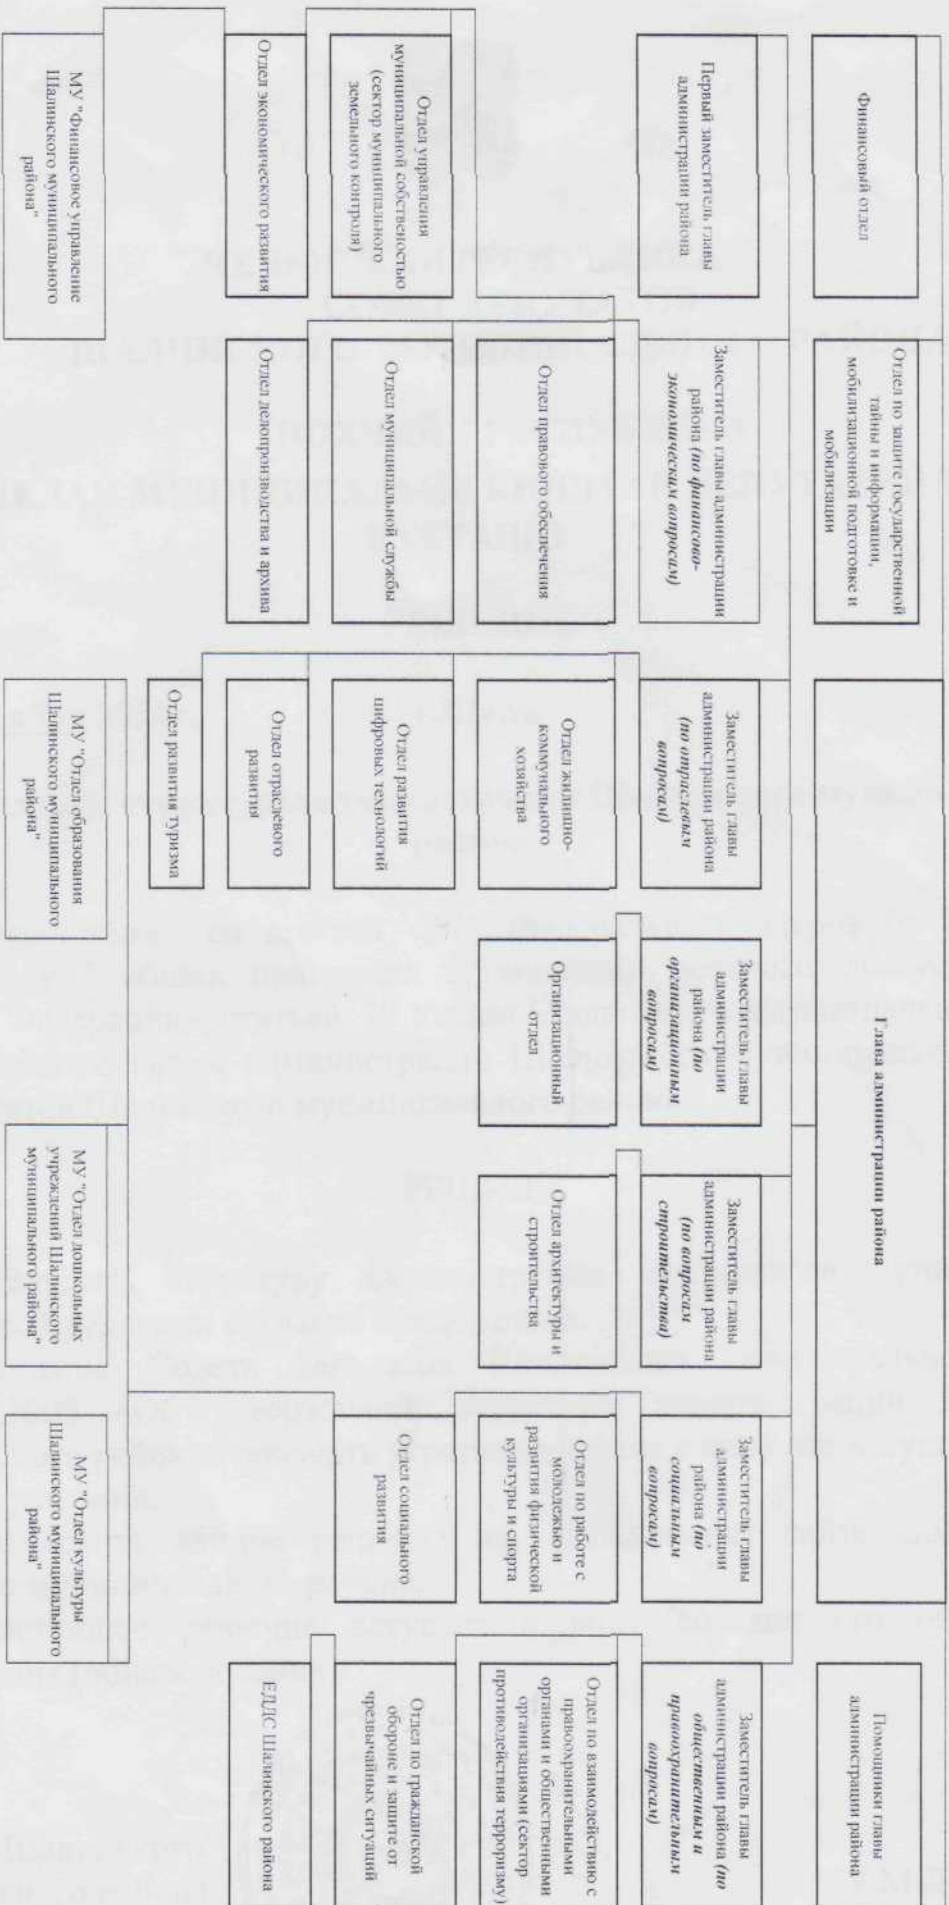 Глава администрации района
Финансовый отдел
Отдел по защите государственной
тайны и информации,
мобилизационной подготовке и
мобилизации
Помощники главы
администрации района
Первый заместитель главы
администрации района
Заместитель главы администрации
района (по финансово-
экономическим вопросам)
Заместитель главы
администрации района
(по отраслевым
вопросам)
Заместитель главы
администрации
района (по
организационным
вопросам)
Заместитель главы
администрации района
(по вопросам
строительства)
Заместитель главы
администрации
района (по
социальным
вопросам)
Заместитель главы
администрации района (по
общественным и
правоохранительным
вопросам)
Отдел правового обеспечения
Отдел жилищно-
коммунального
хозяйства
Организационный
отдел
Отдел архитектуры и
строительства
Отдел по работе с
молодежью и
развития физической
культуры и спорта
Отдел по взаимодействию с
правоохранительными
органами и общественными
организациями (сектор
противодействия терроризму)
Отдел управления
муниципальной собственостью
(сектор муниципального
земельного контроля)
Отдел муниципальной службы
Отдел развития
цифровых технологий
Отдел социального
развития
Отдел по гражданской
обороне и защите от
чрезвычайных ситуаций
Отдел экономического развития
Отдел делопроизводства и архива
Отдел отраслевого
развития
ЕДДС Шалинского района
Отдел развития туризма
МУ "Финансовое управление
Шалинского муниципального
района"
МУ "Отдел образования
Шалинского муниципального
района"
МУ "Отдел дошкольных
учреждений Шалинского
муниципального района"
МУ "Отдел культуры
Шалинского муниципального
района"